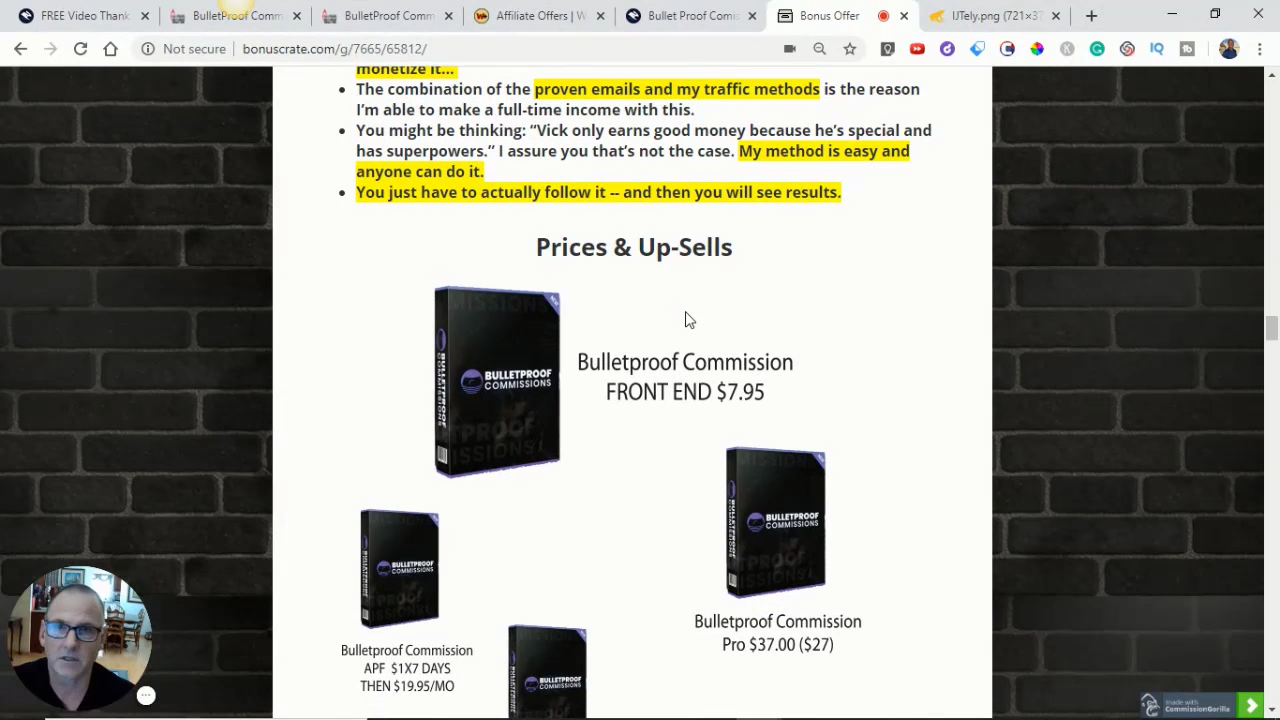 FREE Video Thank
BulletProof Comm
BulletProof Comm
Affiliate Offers | W
Bullet Proof Comis
Bonus Offer
IJTely.png (721×37
Not secure
bonuscrate.com/g/7665/65812/
monetize it…
The combination of the proven emails and my traffic methods is the reason
I'm able to make a full-time income with this.
You might be thinking: “Vick only earns good money because he's special and
has superpowers.” I assure you that's not the case. My method is easy and
anyone can do it.
You just have to actually follow it -- and then you will see results.
Prices & Up-Sells
BULLETPROOF
COMMISSIONS
Bulletproof Commission
FRONT END $7.95
BULLETPROOF
COMMISSIONS
Bulletproof Commission
Pro $37.00 ($27)
BULLETPROOF
COMMISSIONS
Bulletproof Commission
APF $1X7 DAYS
THEN $19.95/MO
BULLETPROOF
COMMISSIONS
made with
CommissionGorilla